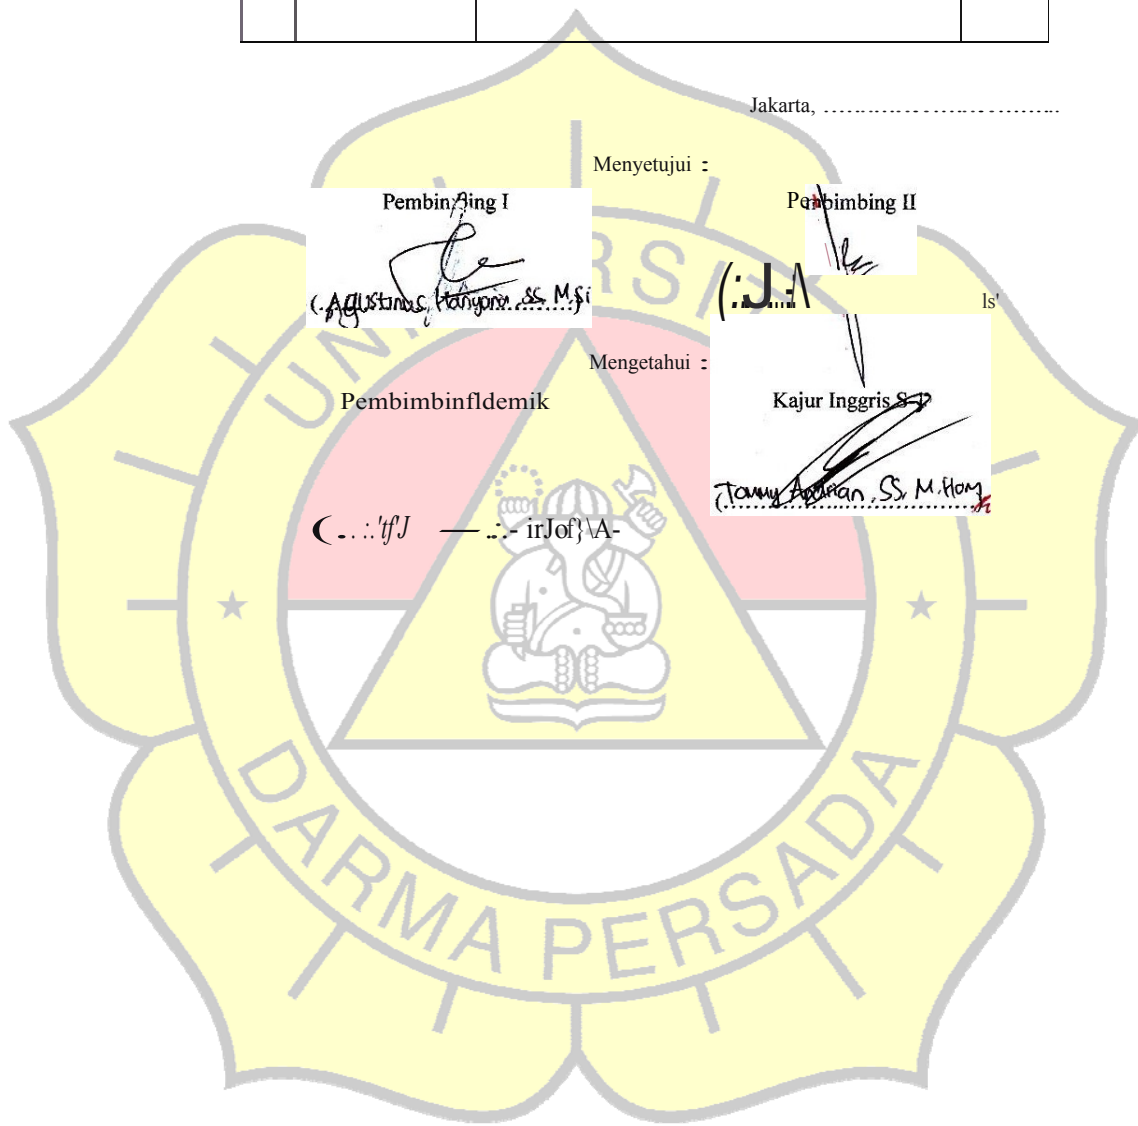 Jakarta, ......................................
Menyetujui :
Pembimbing I
Pembimbing II
(Agustinus Hariyana, SS, M.Si
Mengetahui :
Pembimbinfldemik
Kajur Inggris S-1
(Tommy Andrian, SS, M.Hum
UNIVERSITAS
DARMA PERSADA